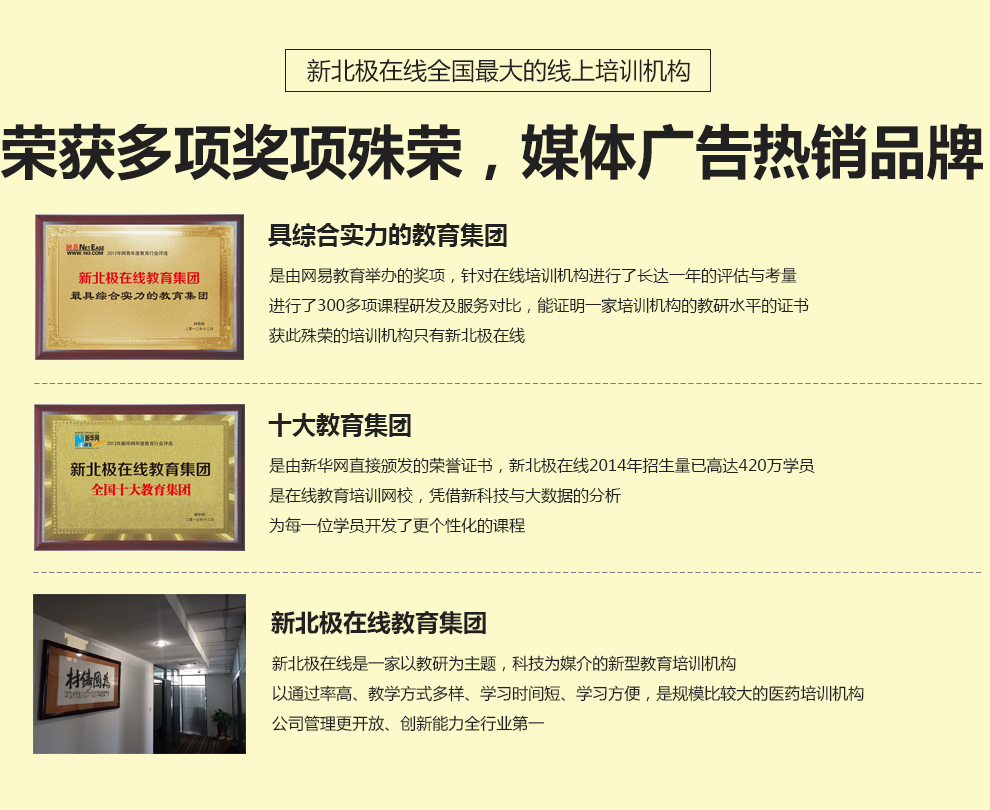 新北极在线全国最大的线上培训机构
荣获多项奖项殊荣，媒体广告热销品牌
具综合实力的教育集团
是由网易教育举办的奖项，针对在线培训机构进行了长达一年的评估与考量
进行了300多项课程研发及服务对比，能证明一家培训机构的教研水平的证书
获此殊荣的培训机构只有新北极在线
網易NETEASE
WWW.163.COM
2012年网易年度教育行业评选
新北极在线教育集团
最具综合实力的教育集团
十大教育集团
是由新华网直接颁发的荣誉证书，新北极在线2014年招生量已高达420万学员
是在线教育培训网校，凭借新科技与大数据的分析
为每一位学员开发了更个性化的课程
新华网
2013年新华网年度教育行业评选
新北极在线教育集团
全国十大教育集团
新北极在线教育集团
新北极在线是一家以教研为主题，科技为媒介的新型教育培训机构
以通过率高、教学方式多样、学习时间短、学习方便，是规模比较大的医药培训机构
公司管理更开放、创新能力全行业第一